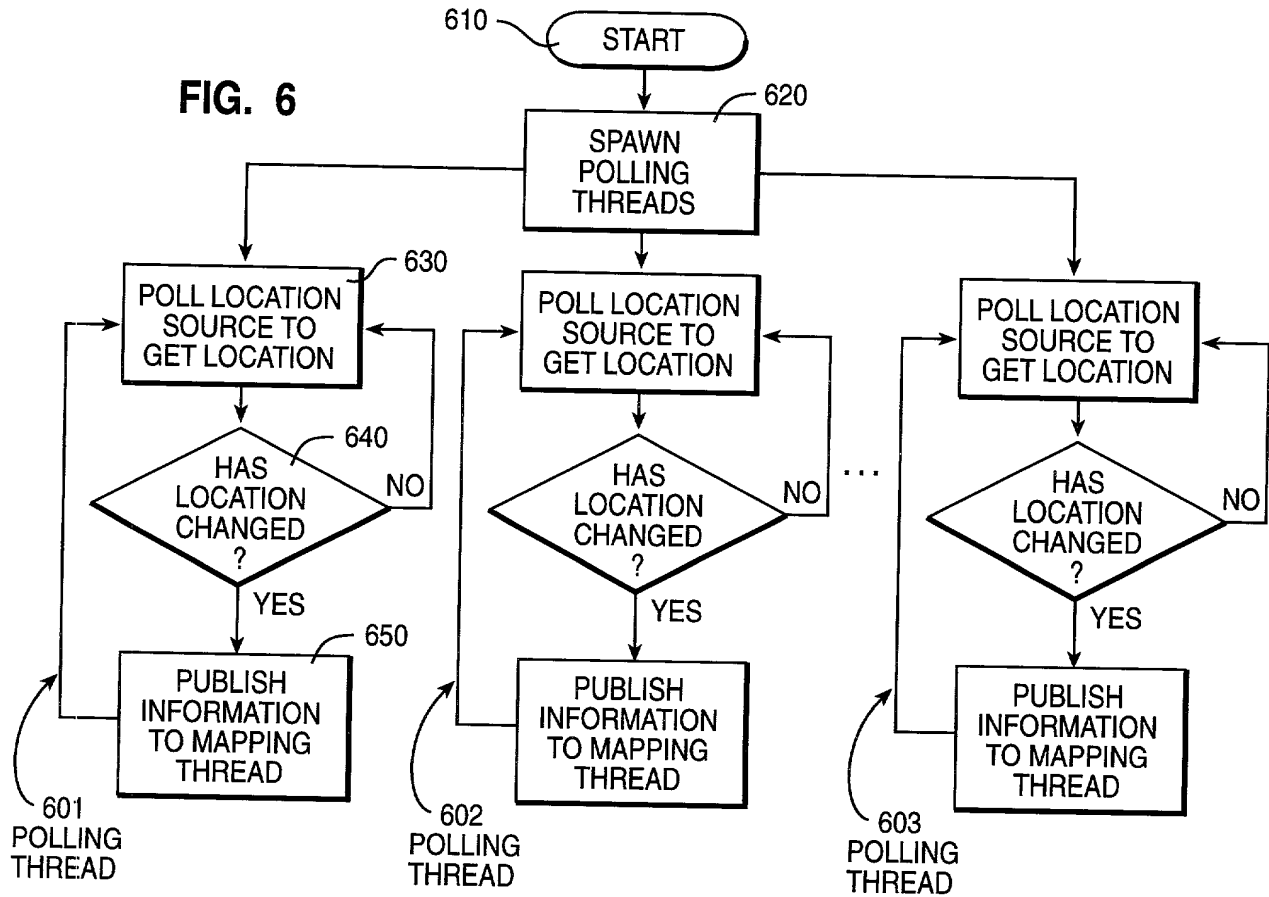 610
START
FIG. 6
620
SPAWN
POLLING
THREADS
630
POLL LOCATION
SOURCE TO
GET LOCATION
POLL LOCATION
SOURCE TO
GET LOCATION
POLL LOCATION
SOURCE TO
GET LOCATION
640
HAS
LOCATION
CHANGED
?
NO
HAS
LOCATION
CHANGED
?
NO
...
HAS
LOCATION
CHANGED
?
NO
YES
YES
YES
650
PUBLISH
INFORMATION
TO MAPPING
THREAD
PUBLISH
INFORMATION
TO MAPPING
THREAD
PUBLISH
INFORMATION
TO MAPPING
THREAD
601
POLLING
THREAD
602
POLLING
THREAD
603
POLLING
THREAD